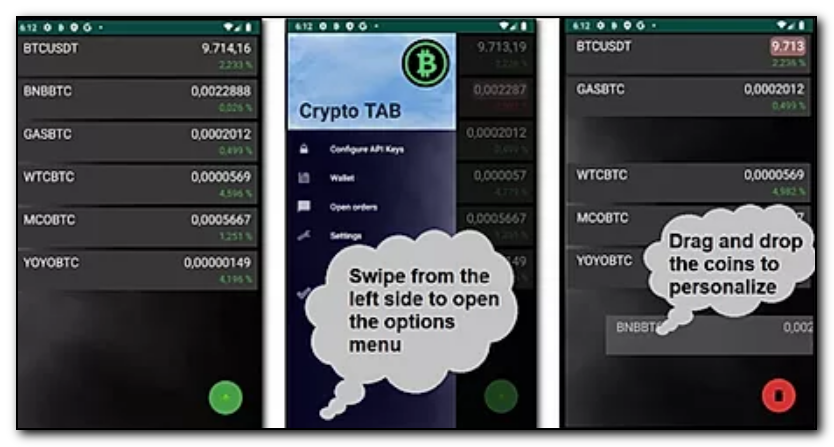 6:12
BTCUSDT 9.714,16
2,233 %
BNBBTC 0,0022888
0,026 %
GASBTC 0,0002012
0,499 %
WTCBTC 0,0000569
4,596 %
MCOBTC 0,0005667
1,251 %
YOYOBTC 0,00000149
4,196 %
6:12
9.713,19
Crypto TAB
0,002287
0,0002012
0,000057
0,0005667
149
Configure API Keys
Wallet
Open orders
Settings
Swipe from the
left side to open
the options
menu
6:12
BTCUSDT 9.713
2,236 %
GASBTC 0,0002012
0,499 %
WTCBTC 0,0000569
4,582 %
MCOBTC 7
YOYOBTC
Drag and drop
the coins to
personalize
BNBBT 0,002